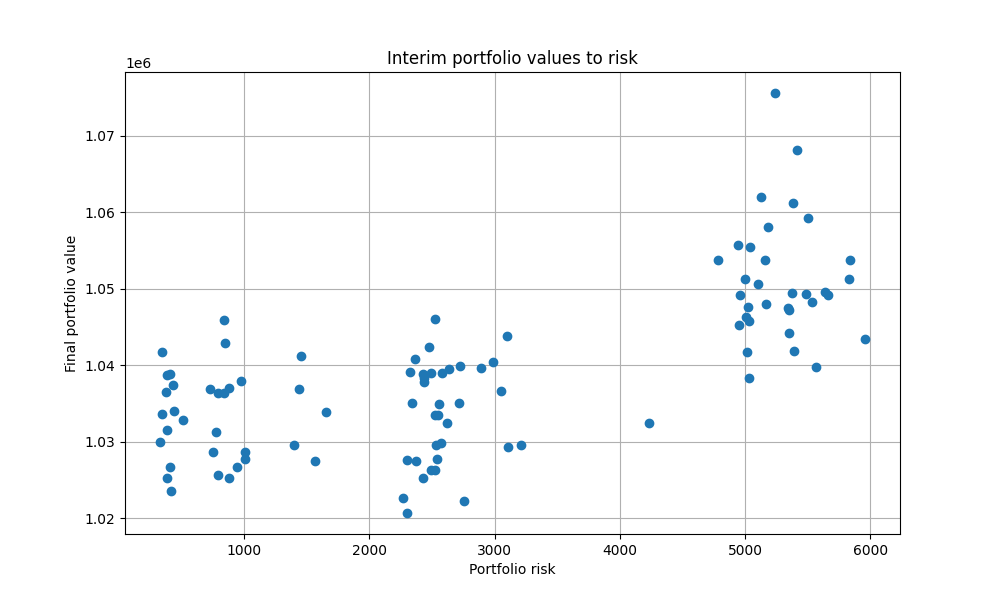 Interim portfolio values to risk
1e6
1.07
1.06
1.05
1.04
1.03
1.02
Final portfolio value
1000 2000 3000 4000 5000 6000
Portfolio risk